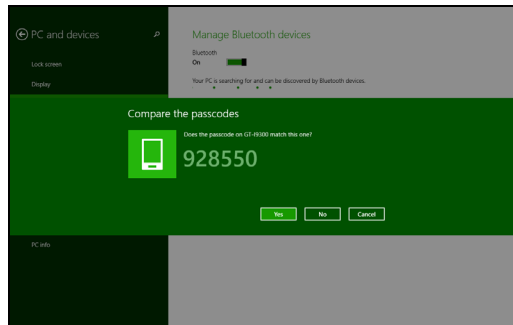 PC and devices
Lock screen
Display
Manage Bluetooth devices
Bluetooth
On
Your PC is searching for and can be discovered by Bluetooth devices.
Compare the passcodes
Does the passcode on GT-I9300 match this one?
928550
Yes
No
Cancel
PC info